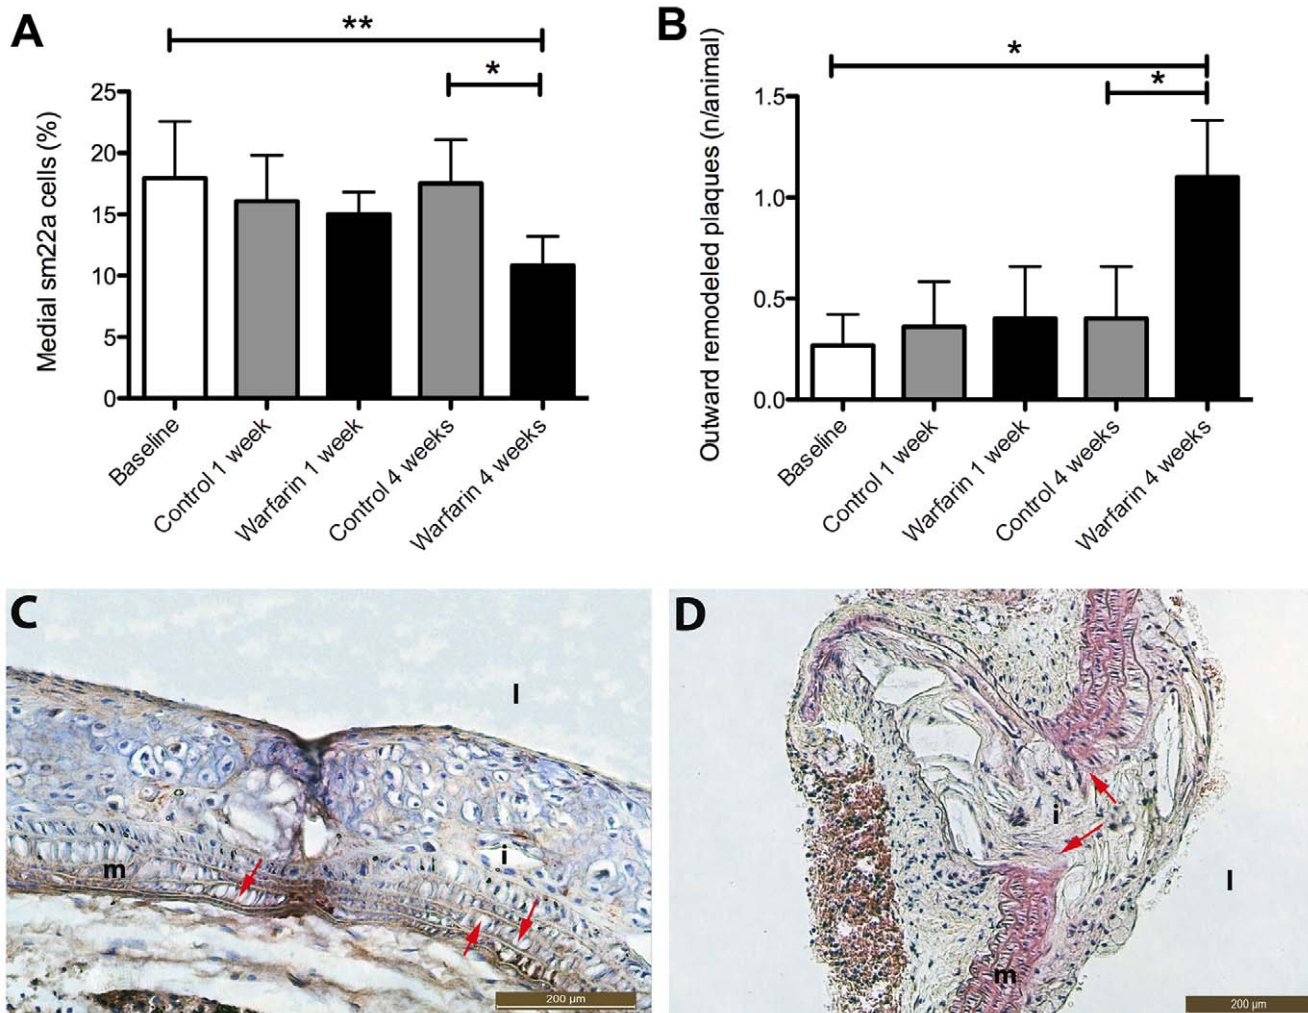 A
**
*
Medial sm22a cells (%)
25
20
15
10
5
0
Baseline
Control 1 week
Warfarin 1 week
Control 4 weeks
Warfarin 4 weeks
B
*
*
Outward remodeled plaques (n/animal)
1.5
1.0
0.5
0.0
Baseline
Control 1 week
Warfarin 1 week
Control 4 weeks
Warfarin 4 weeks
C
l
m
i
200 µm
D
i
l
m
200 µm